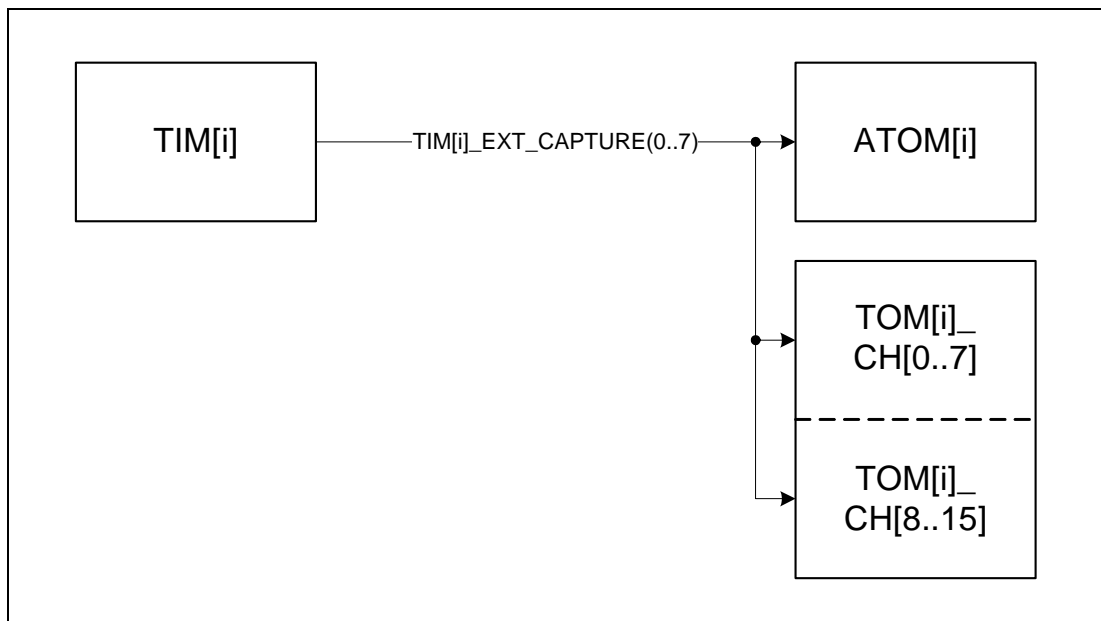 TIM[i]
TIM[i]_EXT_CAPTURE(0..7)
ATOM[i]
TOM[i]_
CH[0..7]
TOM[i]_
CH[8..15]